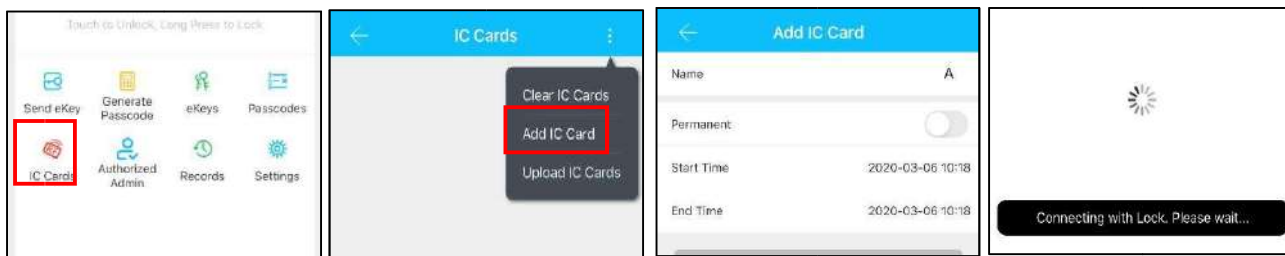 Touch to Unlock, Long Press to Lock
Send eKey
Generate
Passcode
eKeys
Passcodes
IC Cards
Authorized
Admin
Records
Settings
IC Cards
Clear IC Cards
Add IC Card
Upload IC Cards
Add IC Card
Name A
Permanent
Start Time 2020-03-06 10:18
End Time 2020-03-06 10:18
Connecting with Lock. Please wait...